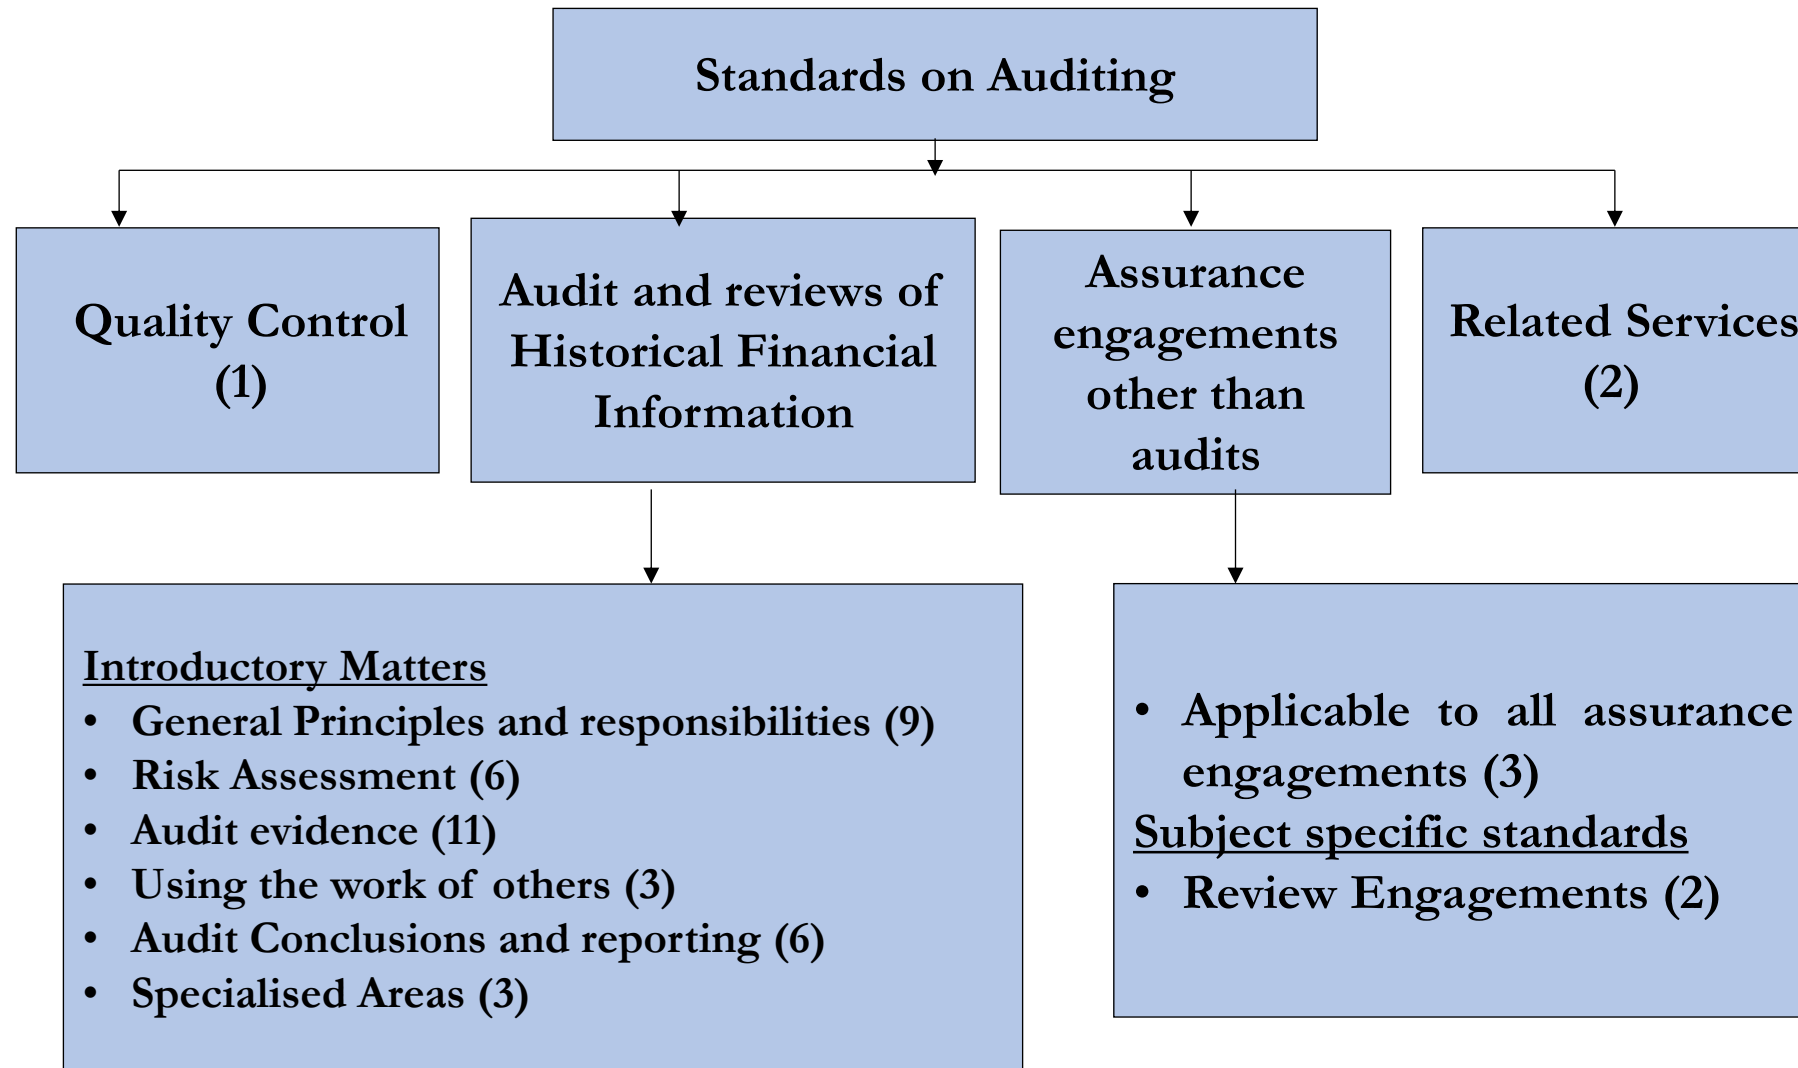 Standards on Auditing
Quality Control
(1)
Audit and reviews of
Historical Financial
Information
Assurance
engagements
other than
audits
Related Services
(2)
Introductory Matters
• General Principles and responsibilities (9)
• Risk Assessment (6)
• Audit evidence (11)
• Using the work of others (3)
• Audit Conclusions and reporting (6)
• Specialised Areas (3)
• Applicable to all assurance
engagements (3)
Subject specific standards
• Review Engagements (2)